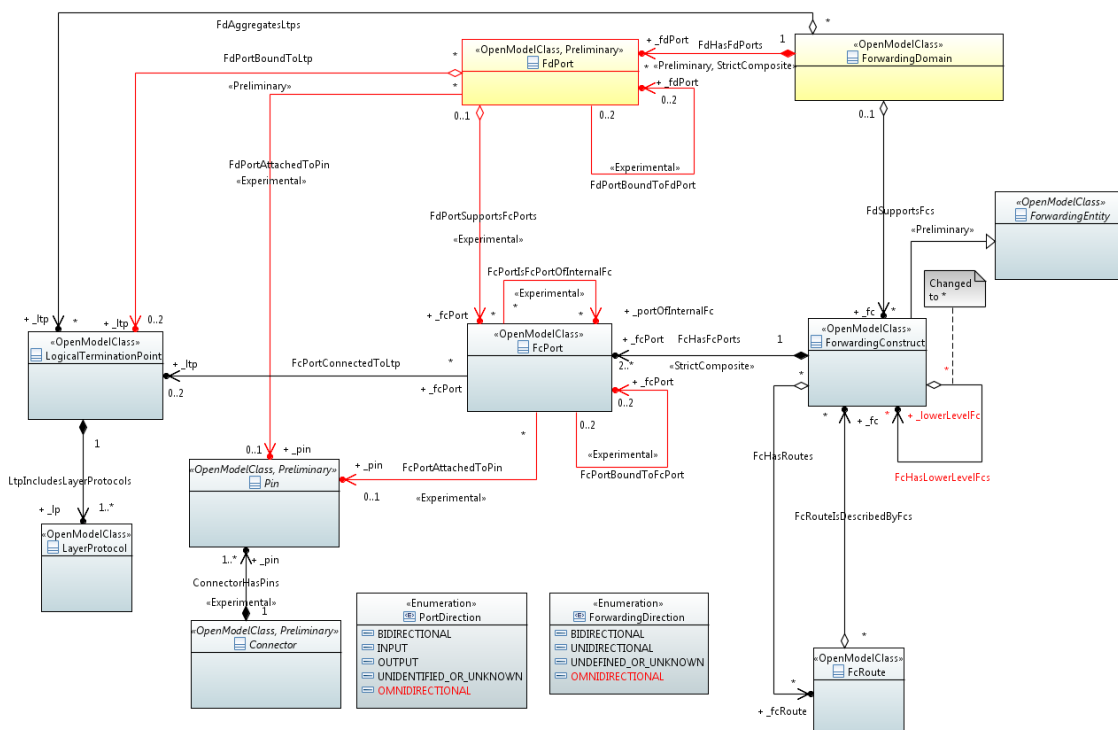 FdAggregatesLtps
*
«OpenModelClass, Preliminary»
FdPort
+ _fdPort
FdHasFdPorts
1
«OpenModelClass»
ForwardingDomain
FdPortBoundToLtp
*
«Preliminary»
*
* «Preliminary, StrictComposite»
+ _fdPort
0..2
0..1
0..2
0..1
«Experimental»
FdPortBoundToFdPort
FdPortAttachedToPin
«Experimental»
FdPortSupportsFcPorts
«Experimental»
FdSupportsFcs
«Preliminary»
«OpenModelClass»
ForwardingEntity
FcPortIsFcPortOfInternalFc
«Experimental»
Changed
to *
+ _ltp
*
+ _ltp
0..2
+ _fcPort
*
*
*
+ _portOfInternalFc
+ _fc
*
«OpenModelClass»
LogicalTerminationPoint
«OpenModelClass»
FcPort
+ _fcPort
FcHasFcPorts
1
«OpenModelClass»
ForwardingConstruct
+ _ltp
0..2
FcPortConnectedToLtp
*
+ _fcPort
2..*
«StrictComposite»
+ _fcPort
0..2
*
*
*
*
+ _fc
+ _lowerLevelFc
FcHasLowerLevelFcs
1
*
0..2
«Experimental»
FcPortBoundToFcPort
FcHasRoutes
LtpIncludesLayerProtocols
0..1
+ _pin
«OpenModelClass, Preliminary»
Pin
+ _pin
0..1
FcPortAttachedToPin
«Experimental»
+ _lp
1..*
«OpenModelClass»
LayerProtocol
FcRouteIsDescribedByFcs
1..*
+ _pin
ConnectorHasPins
«Experimental»
1
«OpenModelClass, Preliminary»
Connector
«Enumeration»
PortDirection
BIDIRECTIONAL
INPUT
OUTPUT
UNIDENTIFIED_OR_UNKNOWN
OMNIDIRECTIONAL
«Enumeration»
ForwardingDirection
BIDIRECTIONAL
UNIDIRECTIONAL
UNDEFINED_OR_UNKNOWN
OMNIDIRECTIONAL
*
«OpenModelClass»
FcRoute
*
+ _fcRoute